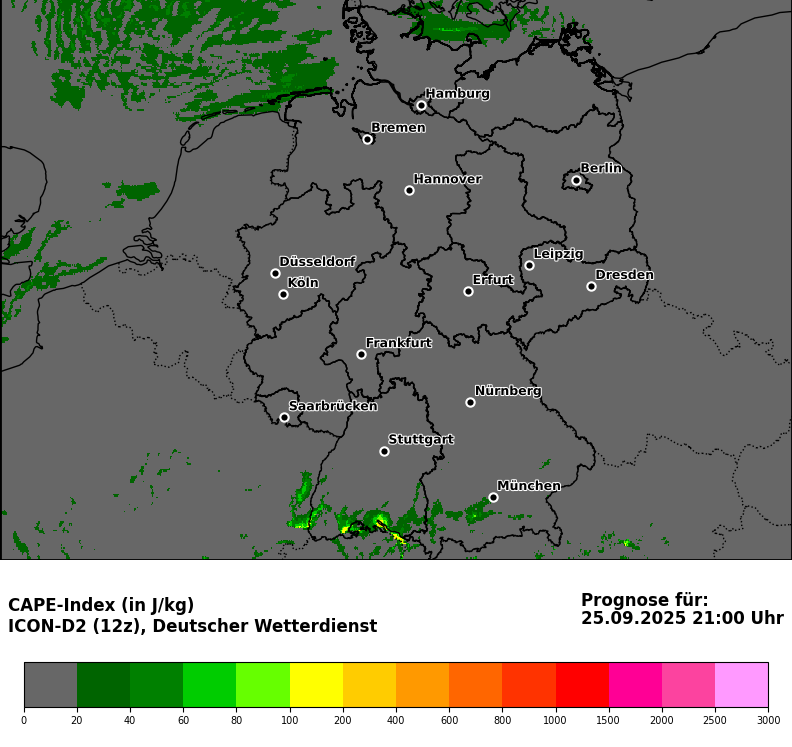 Hamburg
Bremen
Berlin
Hannover
Düsseldorf
Leipzig
Köln
Erfurt
Dresden
Frankfurt
Nürnberg
Saarbrücken
Stuttgart
München
CAPE-Index (in J/kg)
ICON-D2 (12z), Deutscher Wetterdienst
Prognose für:
25.09.2025 21:00 Uhr
0 20 40 60 80 100 200 400 600 800 1000 1500 2000 2500 3000